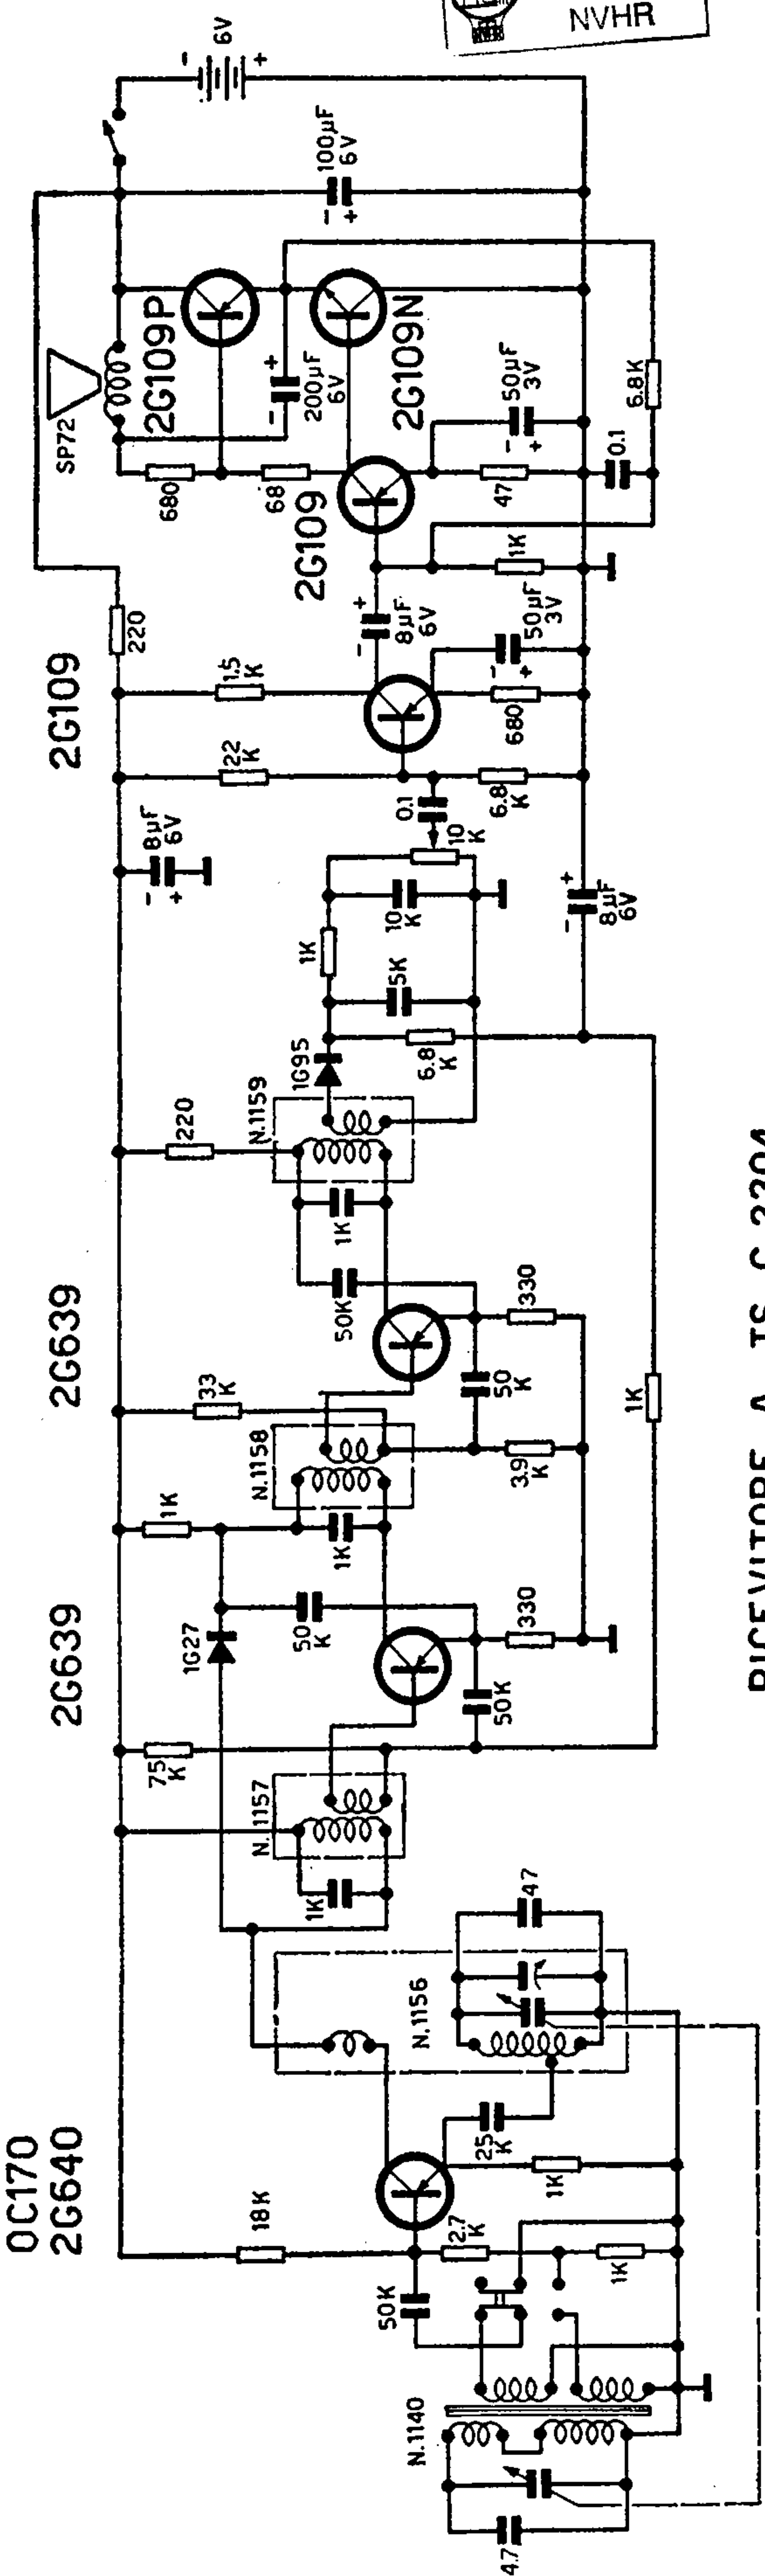 NVHR
OC170
2G640
2G639
2G639
2G109
SP72
2G109P
2G109N
2G109
6V
100µF
6V
-
+
-
+
200µF
6V
-
+
680
68
47
50µF
3V
-
+
6.8K
0.1
1K
220
8µF
6V
-
+
1.5
K
22
K
680
50µF
3V
-
+
6.8
K
0.1
10
K
8µF
6V
-
+
8µF
6V
-
+
1K
10
K
5K
6.8
K
1G95
N.1159
220
1K
50K
330
50
K
33
K
N.1158
3.9
K
1K
1K
1K
1G27
50
K
330
50K
75
K
N.1157
1K
N.1156
47
25
K
1K
18K
2.7
K
50K
1K
N.1140
4.7